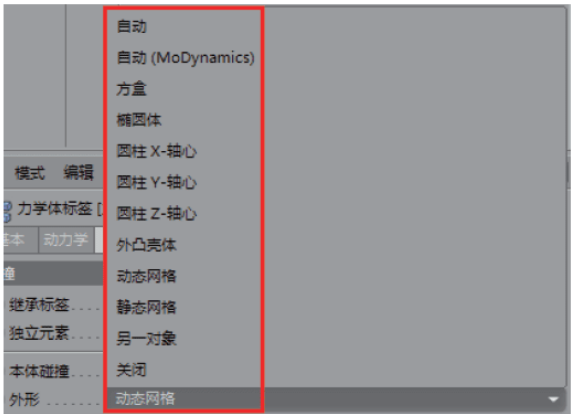 自动
自动 (MoDynamics)
方盒
椭圆体
圆柱 X-轴心
模式 编辑
圆柱 Y-轴心
力学体标签 [
圆柱 Z-轴心
基本 动力学
外凸壳体
撞
动态网格
继承标签....
静态网格
独立元素....
另一对象
本体碰撞....
关闭
外形 .......
动态网格